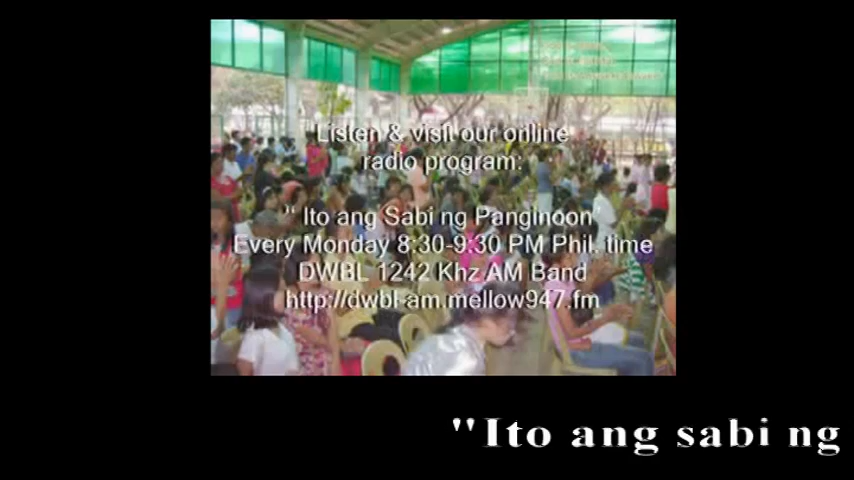 "Listen & visit our online
radio program:
" Ito ang Sabi ng Panginoon"
Every Monday 8:30-9:30 PM Phil. time
DWBL 1242 Khz AM Band
http://dwbl-am.mellow947.fm
"Ito ang sabi ng